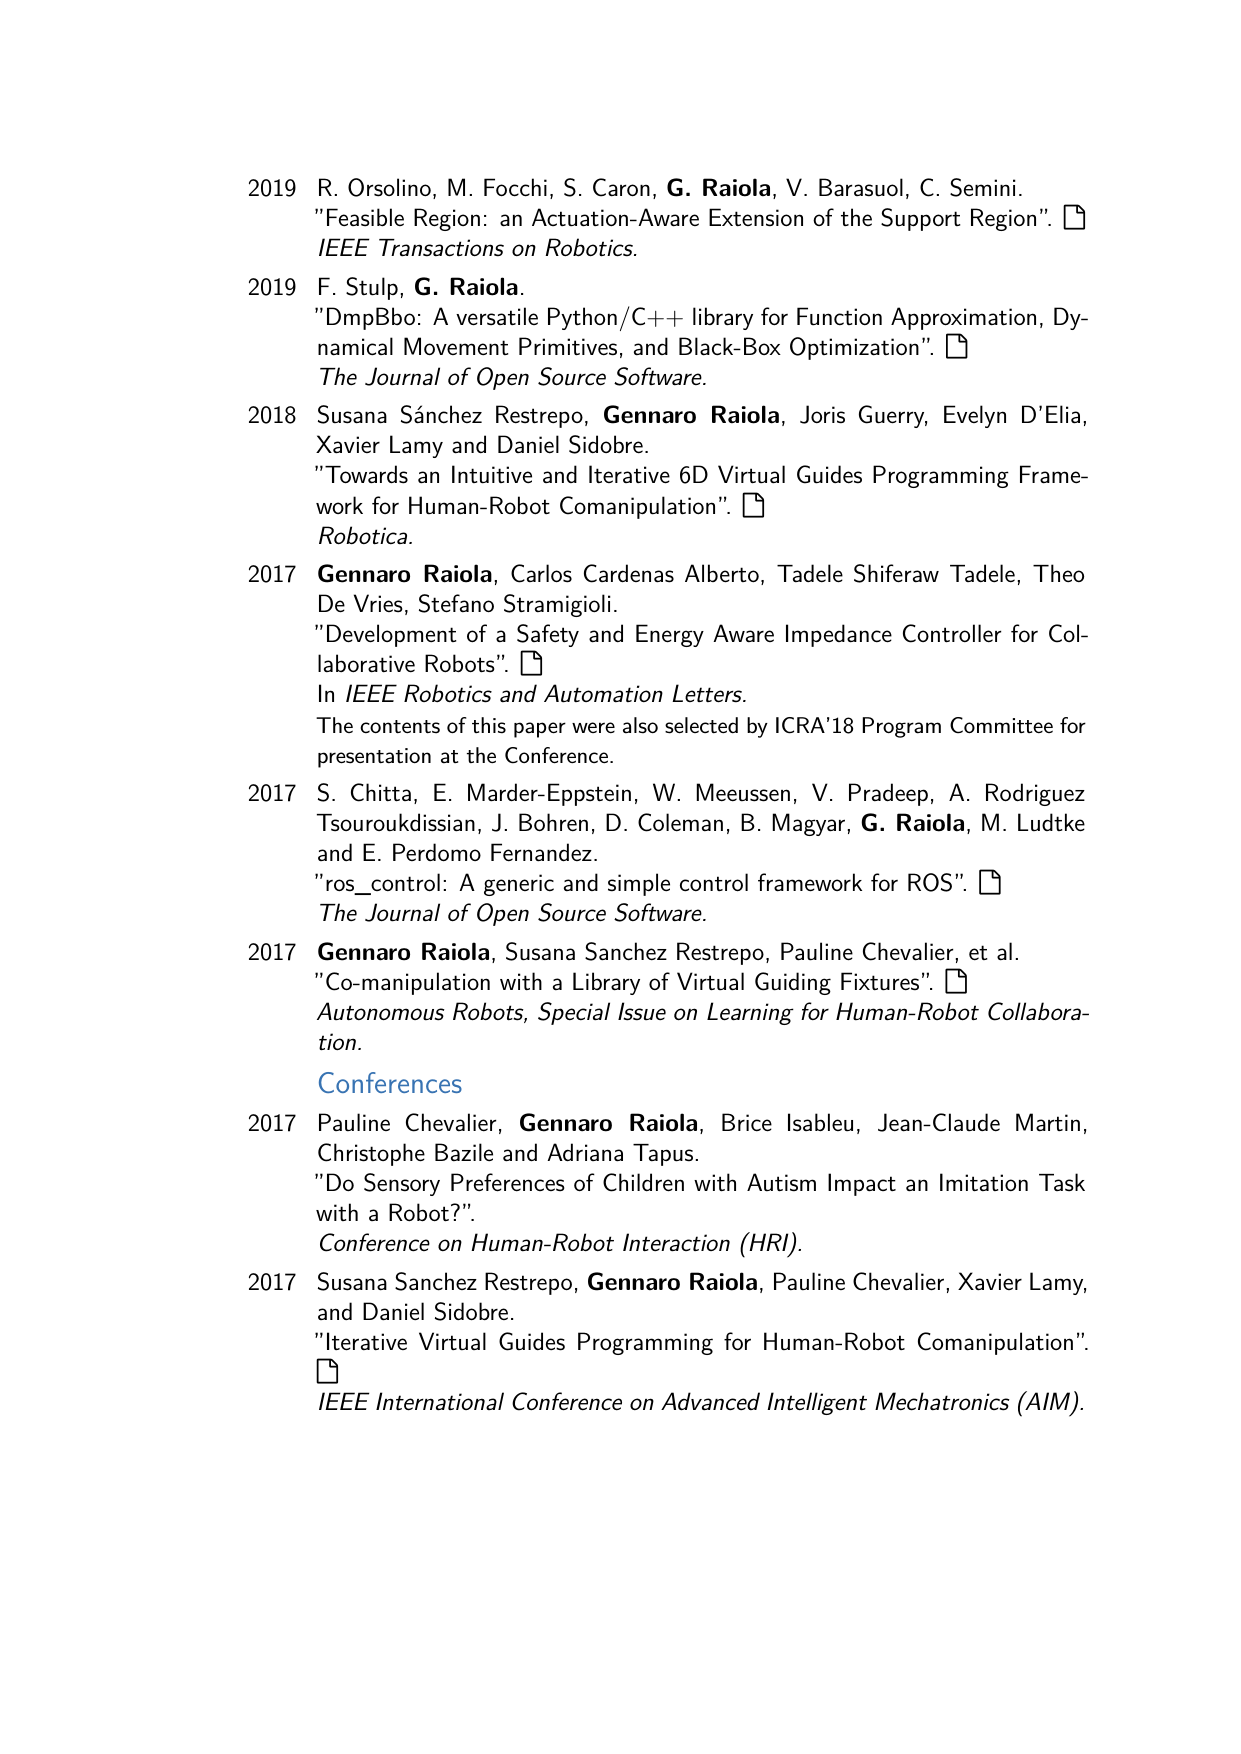 2019 R. Orsolino, M. Focchi, S. Caron, G. Raiola, V. Barasuol, C. Semini.
"Feasible Region: an Actuation-Aware Extension of the Support Region".
IEEE Transactions on Robotics.
2019 F. Stulp, G. Raiola.
"DmpBbo: A versatile Python/C++ library for Function Approximation, Dy-
namical Movement Primitives, and Black-Box Optimization".
The Journal of Open Source Software.
2018 Susana Sánchez Restrepo, Gennaro Raiola, Joris Guerry, Evelyn D'Elia,
Xavier Lamy and Daniel Sidobre.
"Towards an Intuitive and Iterative 6D Virtual Guides Programming Frame-
work for Human-Robot Comanipulation".
Robotica.
2017 Gennaro Raiola, Carlos Cardenas Alberto, Tadele Shiferaw Tadele, Theo
De Vries, Stefano Stramigioli.
"Development of a Safety and Energy Aware Impedance Controller for Col-
laborative Robots".
In IEEE Robotics and Automation Letters.
The contents of this paper were also selected by ICRA'18 Program Committee for
presentation at the Conference.
2017 S. Chitta, E. Marder-Eppstein, W. Meeussen, V. Pradeep, A. Rodriguez
Tsouroukdissian, J. Bohren, D. Coleman, B. Magyar, G. Raiola, M. Ludtke
and E. Perdomo Fernandez.
"ros_control: A generic and simple control framework for ROS".
The Journal of Open Source Software.
2017 Gennaro Raiola, Susana Sanchez Restrepo, Pauline Chevalier, et al.
"Co-manipulation with a Library of Virtual Guiding Fixtures".
Autonomous Robots, Special Issue on Learning for Human-Robot Collabora-
tion.
Conferences
2017 Pauline Chevalier, Gennaro Raiola, Brice Isableu, Jean-Claude Martin,
Christophe Bazile and Adriana Tapus.
"Do Sensory Preferences of Children with Autism Impact an Imitation Task
with a Robot?".
Conference on Human-Robot Interaction (HRI).
2017 Susana Sanchez Restrepo, Gennaro Raiola, Pauline Chevalier, Xavier Lamy,
and Daniel Sidobre.
"Iterative Virtual Guides Programming for Human-Robot Comanipulation".
IEEE International Conference on Advanced Intelligent Mechatronics (AIM).